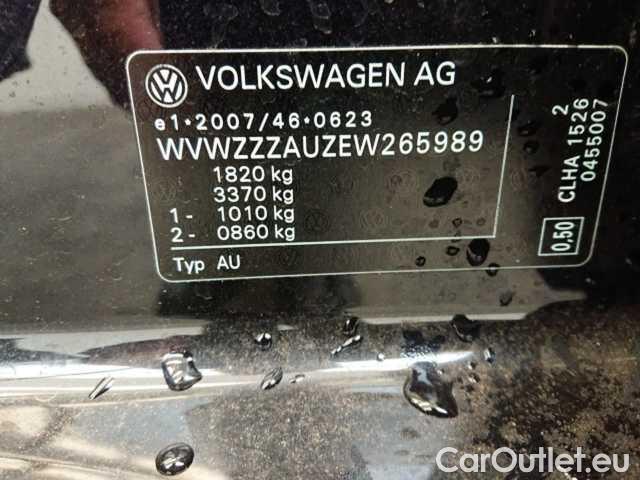 VOLKSWAGEN AG
e1*2007/46*0623
WVWZZZAUZEW265989
1820 kg
3370 kg
1- 1010 kg
2- 0860 kg
Typ AU
2
CLHA 1526
0455007
0,50
CarOutlet.eu